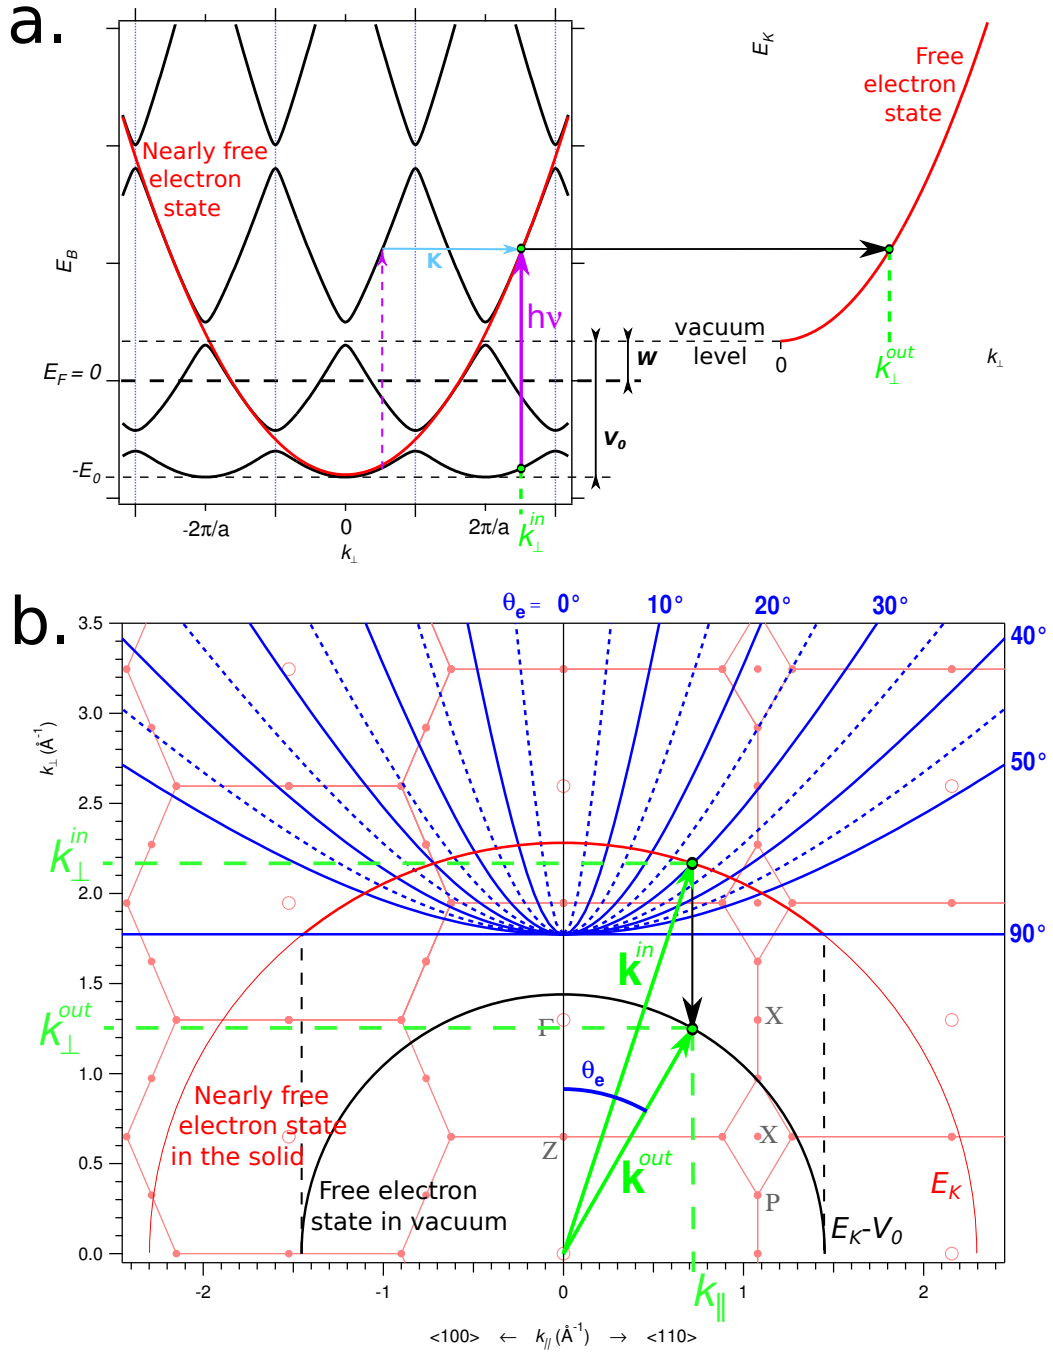 a.
E_K
Free
electron
state
Nearly free
electron
state
E_B
K
hν
vacuum
level
W
0
k_⊥^out
k_⊥
E_F = 0
V_0
-E_0
-2π/a
0
2π/a
k_⊥^in
k_⊥
b.
θ_e = 0° 10° 20° 30°
40°
50°
90°
3.5
3.0
2.5
2.0
1.5
1.0
0.5
0.0
k_⊥ (Å^-1)
k_⊥^in
k_⊥^out
k^in
Γ
X
θ_e
Nearly free
electron state
in the solid
Z
X
k^out
P
E_K
Free electron
state in vacuum
E_K-V_0
-2
-1
0
1
2
k_∥
<100> ← k_// (Å^-1) → <110>